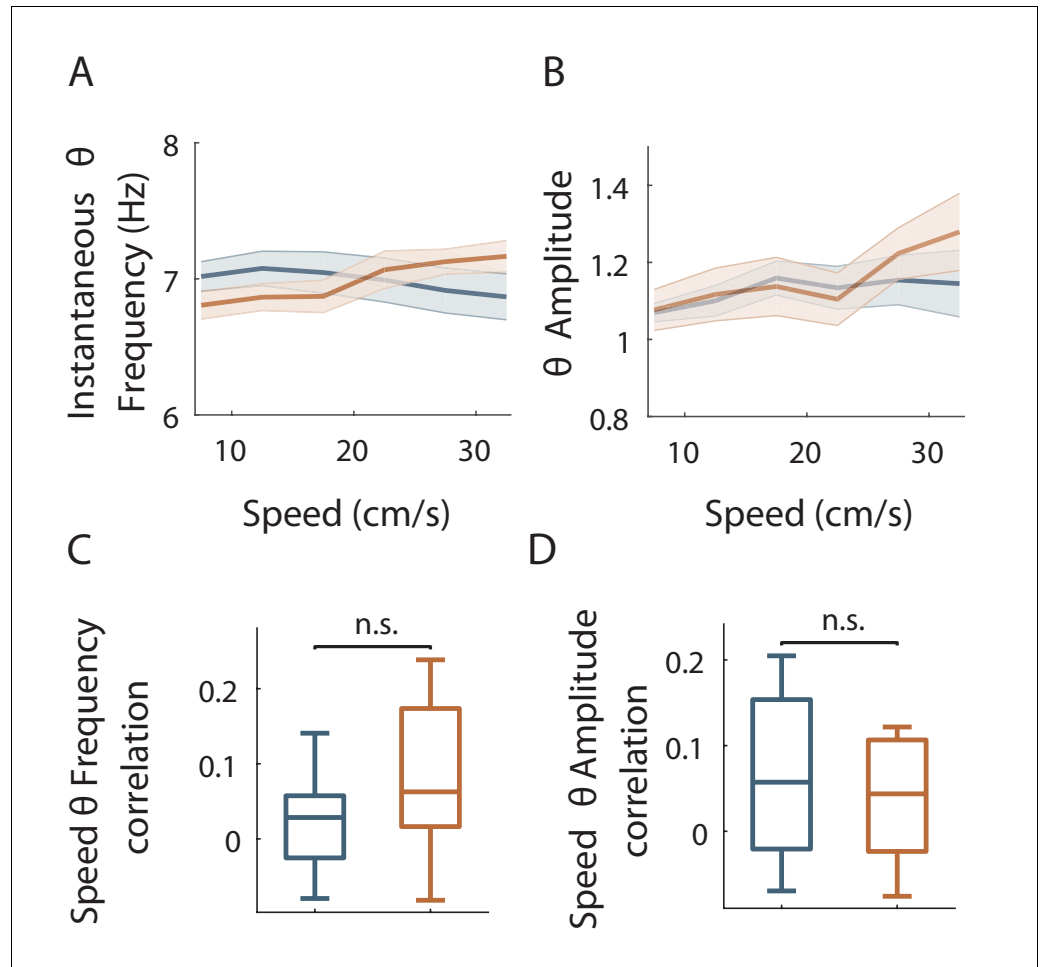 A
Instantaneous θ
Frequency (Hz)
8
7
6
10
20
30
Speed (cm/s)
B
θ Amplitude
1.4
1.2
1
0.8
10
20
30
Speed (cm/s)
C
Speed θ Frequency
correlation
n.s.
0.2
0.1
0
D
Speed θ Amplitude
correlation
n.s.
0.2
0.1
0